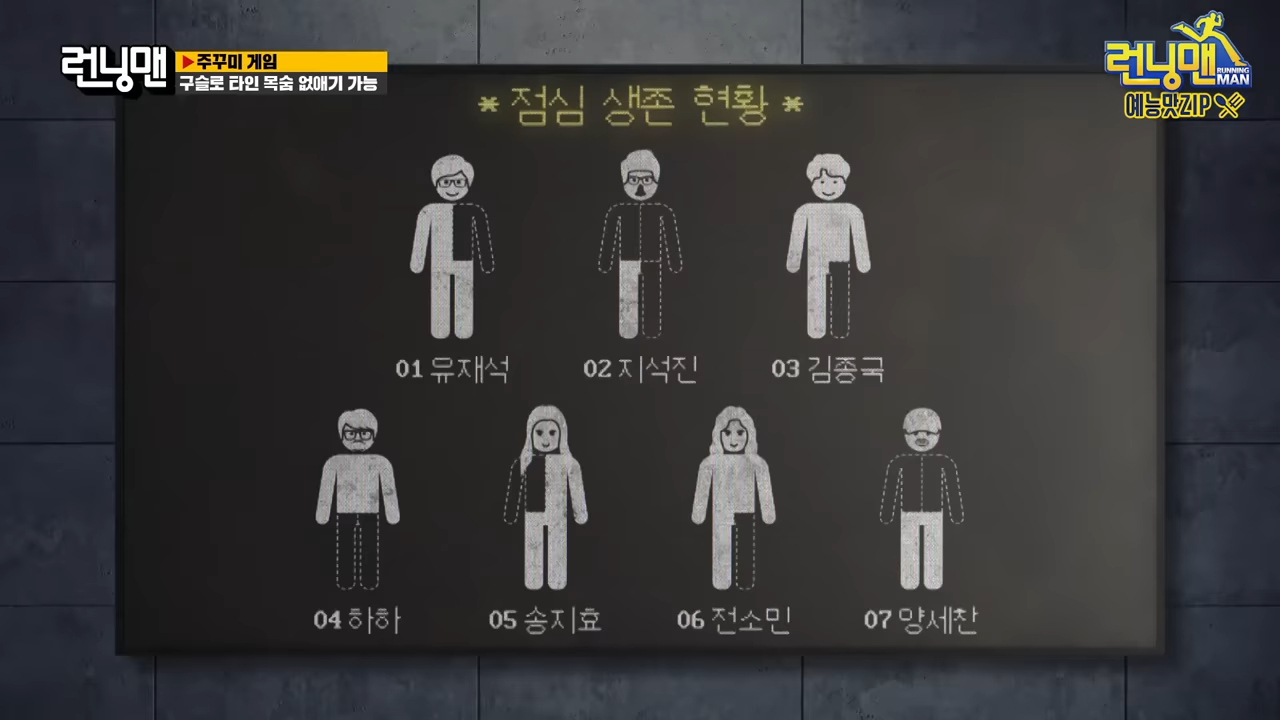 런닝맨
▶주꾸미 게임
구슬로 타인 목숨 없애기 가능
런닝맨
RUNNING MAN
예능맛ZIP
* 점심 생존 현황 *
01 유재석
02 지석진
03 김종국
04 하하
05 송지효
06 전소민
07 양세찬